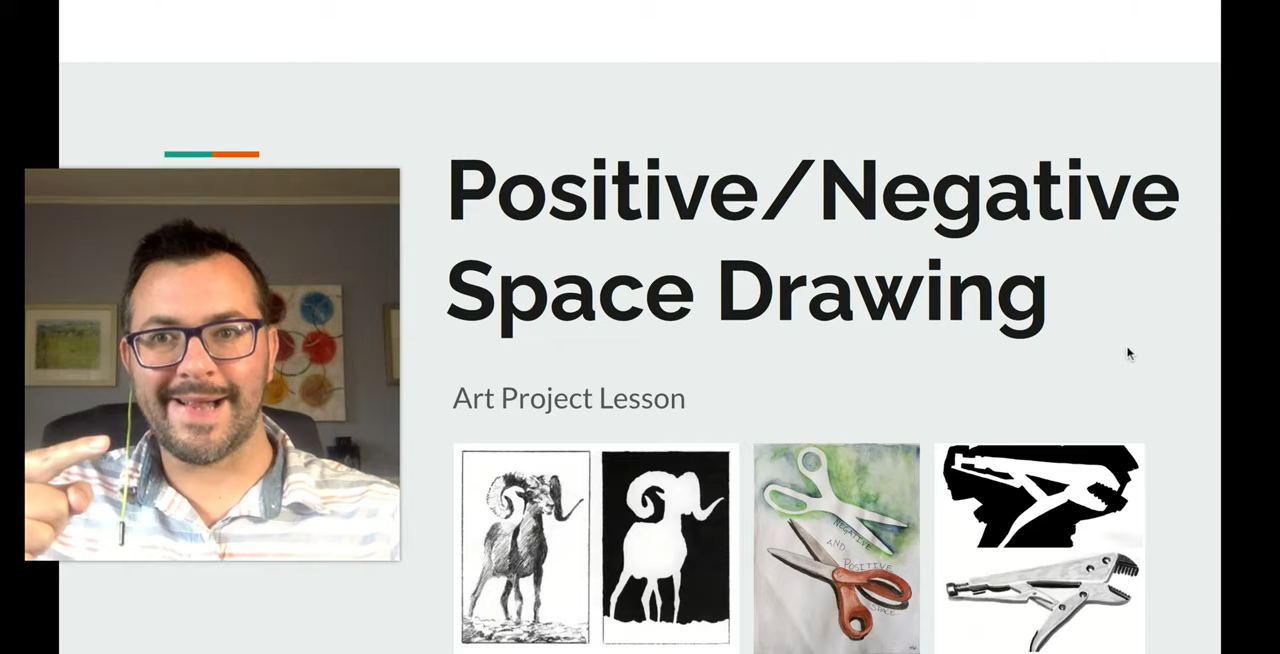 Positive/Negative
Space Drawing
Art Project Lesson
NEGATIVE
AND
POSITIVE
SPACE